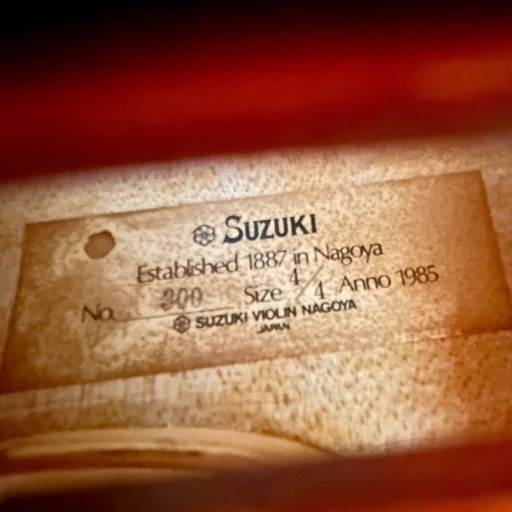 SUZUKI
Established 1887 in Nagoya
No. 300 Size 4/4 Anno 1985
SUZUKI VIOLIN NAGOYA
JAPAN